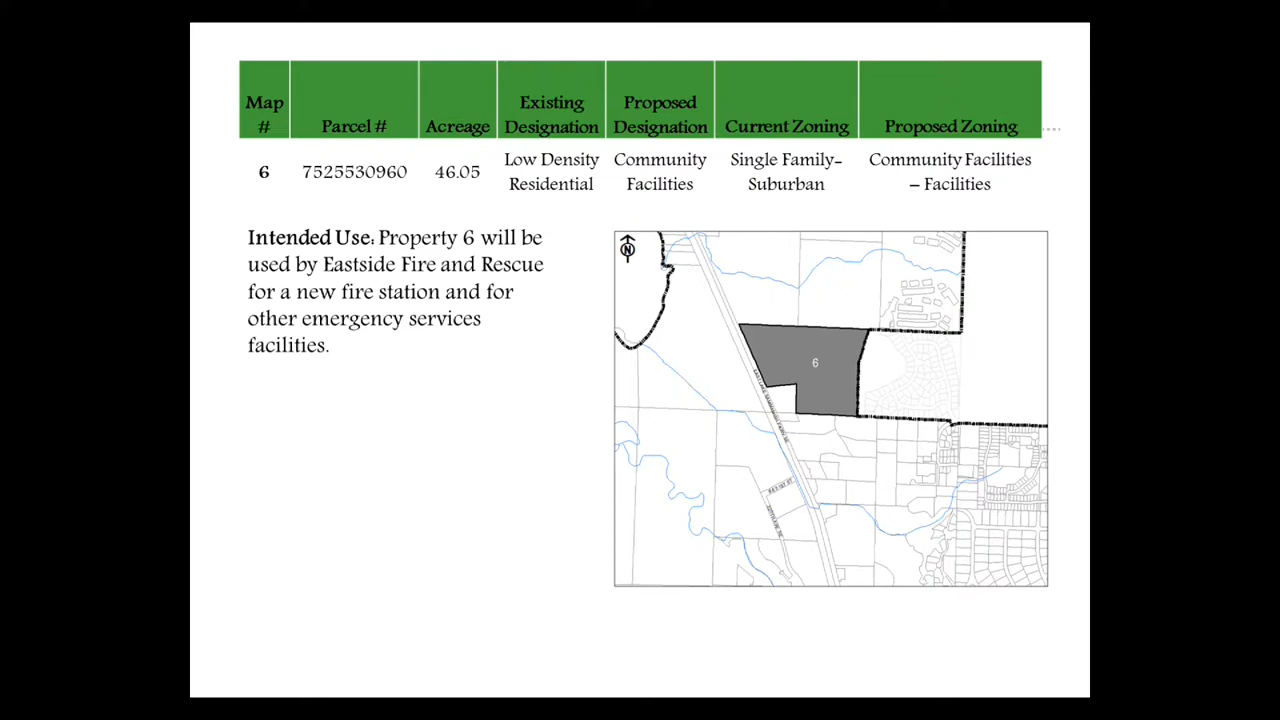 Map # Parcel # Acreage Existing Designation Proposed Designation Current Zoning Proposed Zoning
6 7525530960 46.05 Low Density Residential Community Facilities Single Family-Suburban Community Facilities – Facilities
Intended Use: Property 6 will be
used by Eastside Fire and Rescue
for a new fire station and for
other emergency services
facilities.
N
6